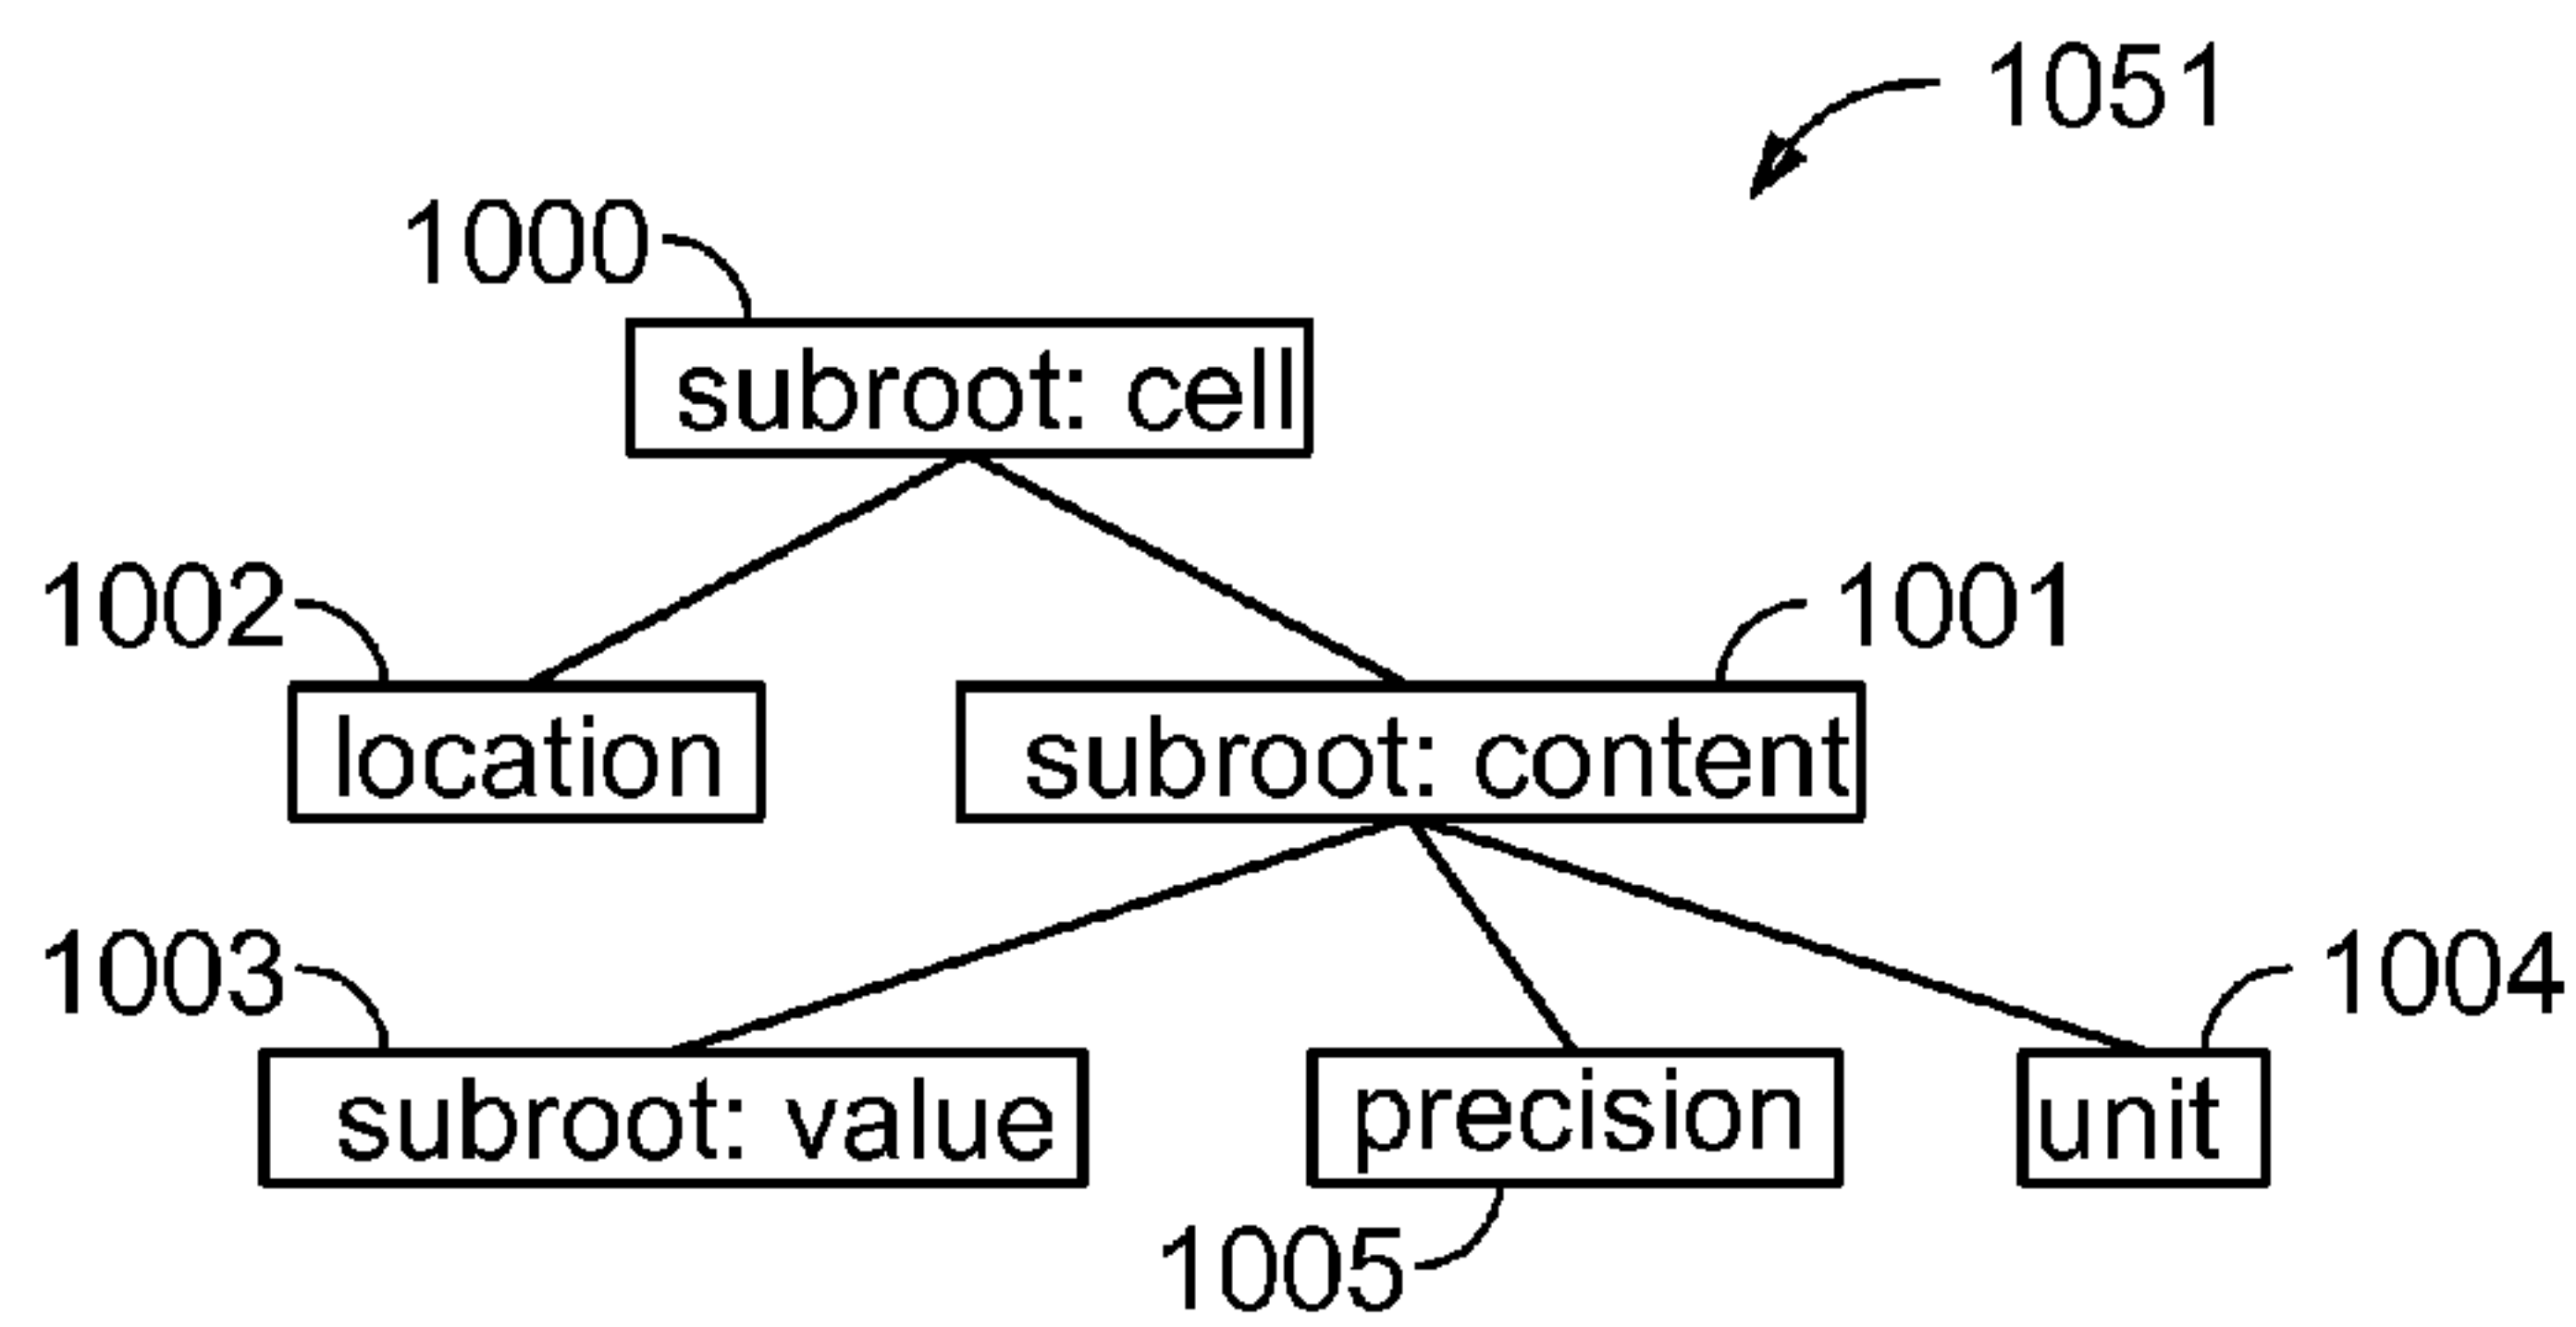 1051
1000
subroot: cell
1002
1001
location
subroot: content
1003
1004
subroot: value
precision
unit
1005